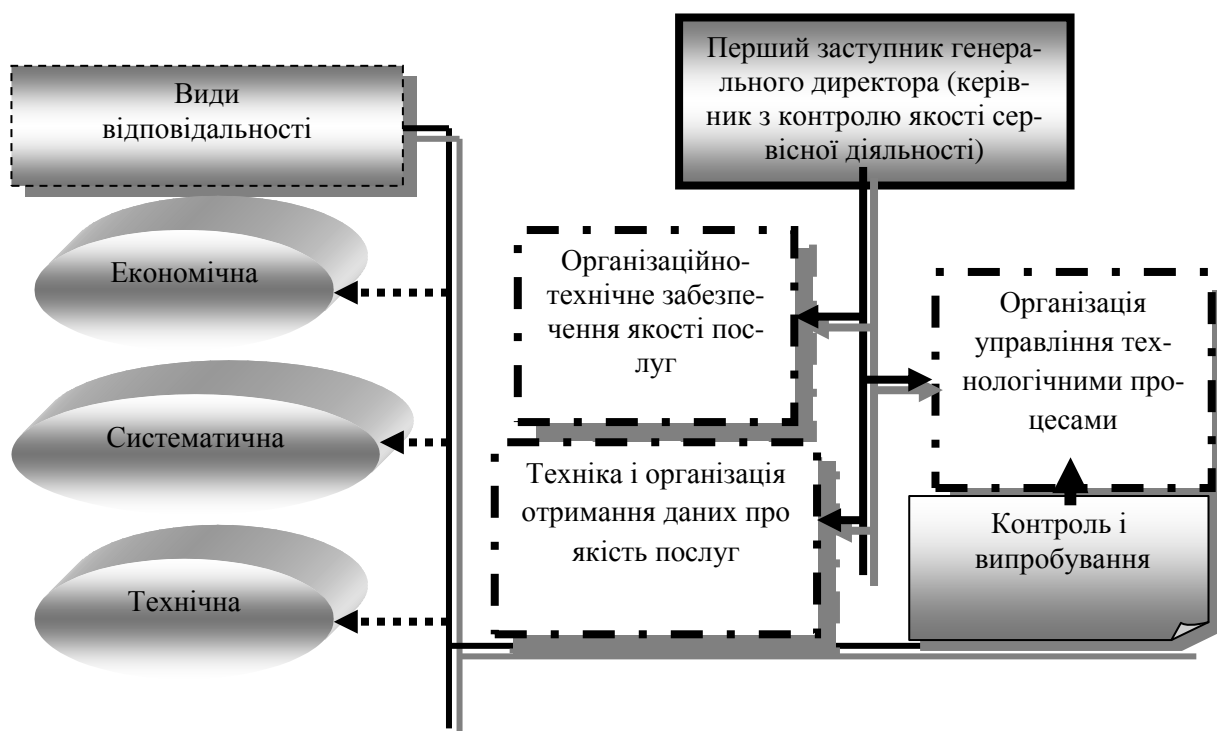 Види
відповідальності
Перший заступник генера-
льного директора (керів-
ник з контролю якості сер-
вісної діяльності)
Економічна
Організаційно-
технічне забезпе-
чення якості пос-
луг
Організація
управління тех-
нологічними про-
цесами
Систематична
Техніка і організація
отримання даних про
якість послуг
Контроль і
випробування
Технічна